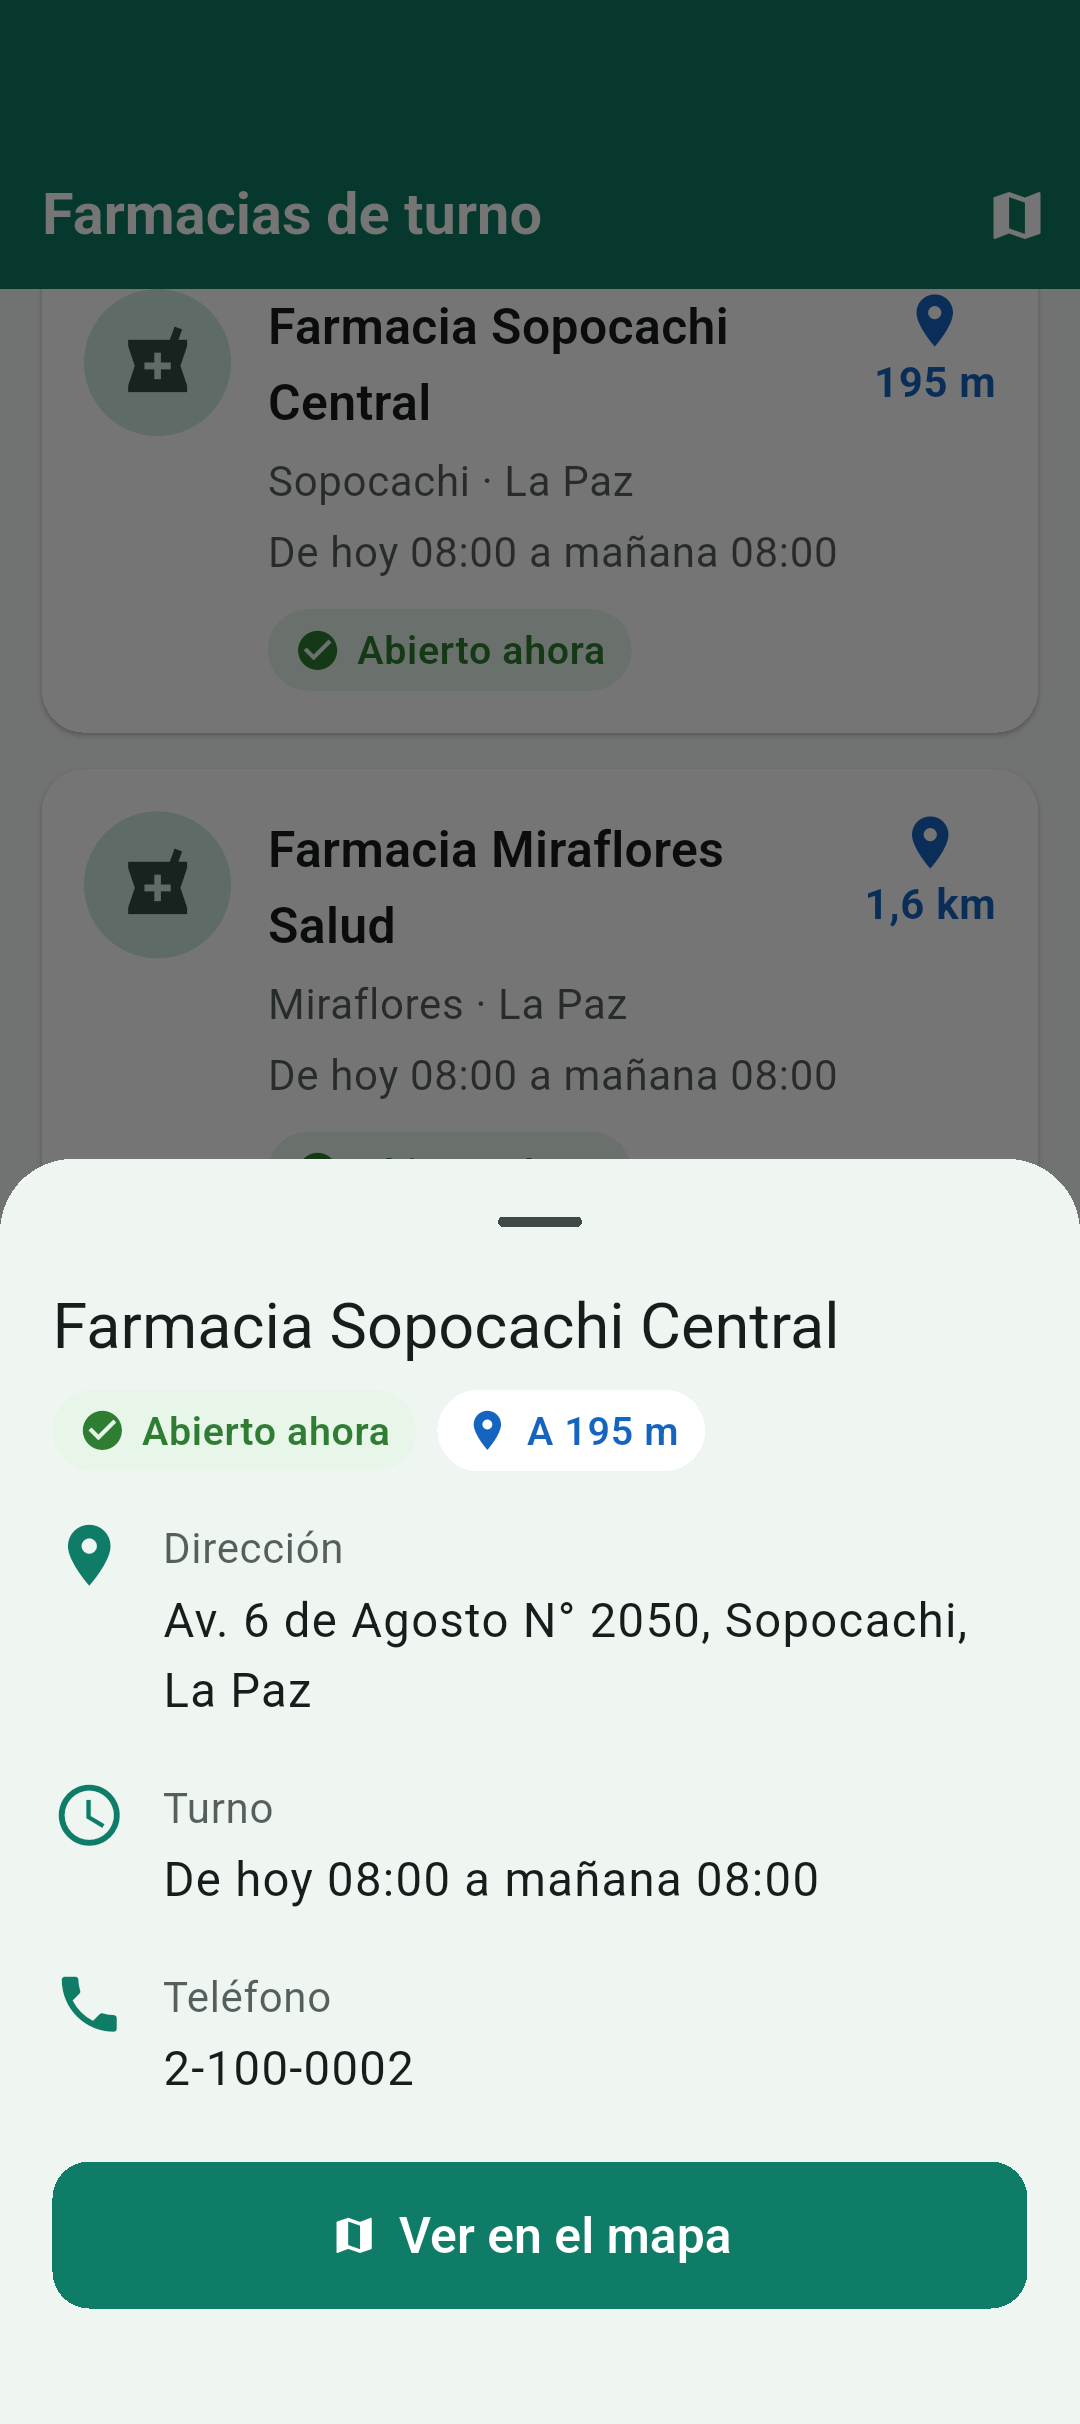 Farmacias de turno
Farmacia Sopocachi
Central
195 m
Sopocachi · La Paz
De hoy 08:00 a mañana 08:00
Abierto ahora
Farmacia Miraflores
Salud
1,6 km
Miraflores · La Paz
De hoy 08:00 a mañana 08:00
Farmacia Sopocachi Central
Abierto ahora
A 195 m
Dirección
Av. 6 de Agosto N° 2050, Sopocachi,
La Paz
Turno
De hoy 08:00 a mañana 08:00
Teléfono
2-100-0002
Ver en el mapa